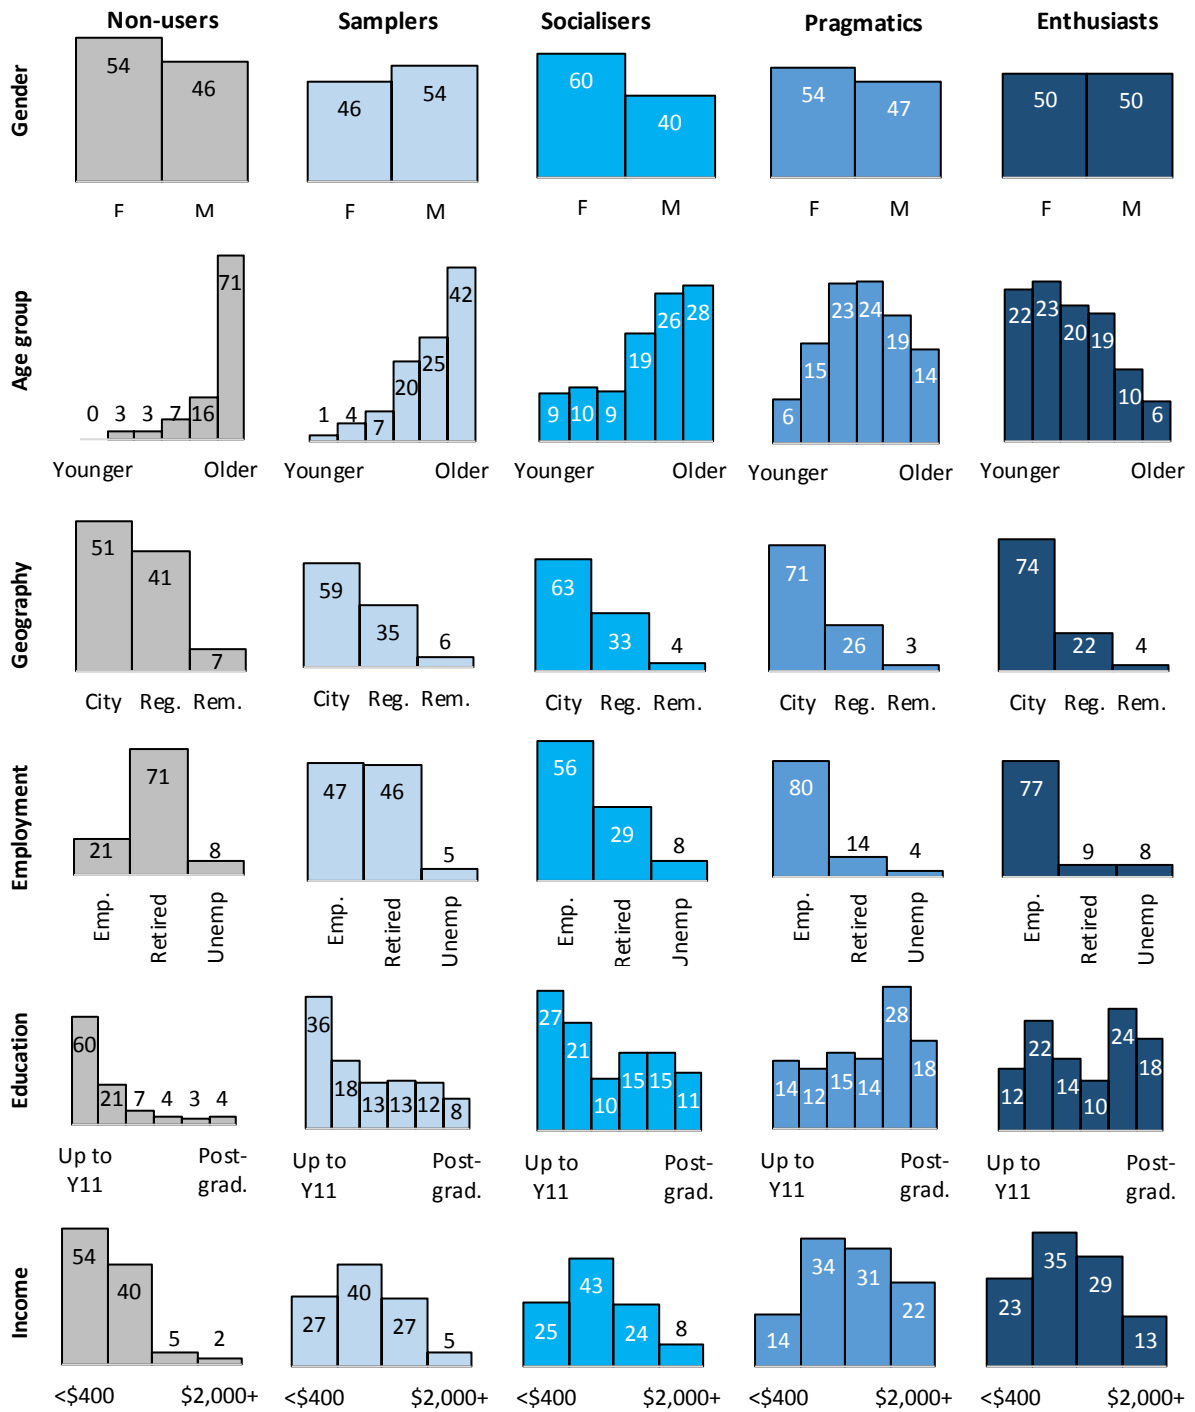 Non-users Samplers Socialisers Pragmatics Enthusiasts
Gender
54 46 46 54 60 40 54 47 50 50
F M F M F M F M F M
Age group
0 3 3 7 16 71 1 4 7 20 25 42 9 10 9 19 26 28 6 15 23 24 19 14 22 23 20 19 10 6
Younger Older Younger Older Younger Older Younger Older Younger Older
Geography
51 41 7 59 35 6 63 33 4 71 26 3 74 22 4
City Reg. Rem. City Reg. Rem. City Reg. Rem. City Reg. Rem. City Reg. Rem.
Employment
21 71 8 47 46 5 56 29 8 80 14 4 77 9 8
Emp. Retired Unemp Emp. Retired Unemp Emp. Retired Jnemp Emp. Retired Unemp Emp. Retired Unemp
Education
60 21 7 4 3 4 36 18 13 13 12 8 27 21 10 15 15 11 14 12 15 14 28 18 12 22 14 10 24 18
Up to Post- Up to Post- Up to Post- Up to Post- Up to Post-
Y11 grad. Y11 grad. Y11 grad. Y11 grad. Y11 grad.
Income
54 40 5 2 27 40 27 5 25 43 24 8 14 34 31 22 23 35 29 13
<$400 $2,000+ <$400 $2,000+ <$400 $2,000+ <$400 $2,000+ <$400 $2,000+